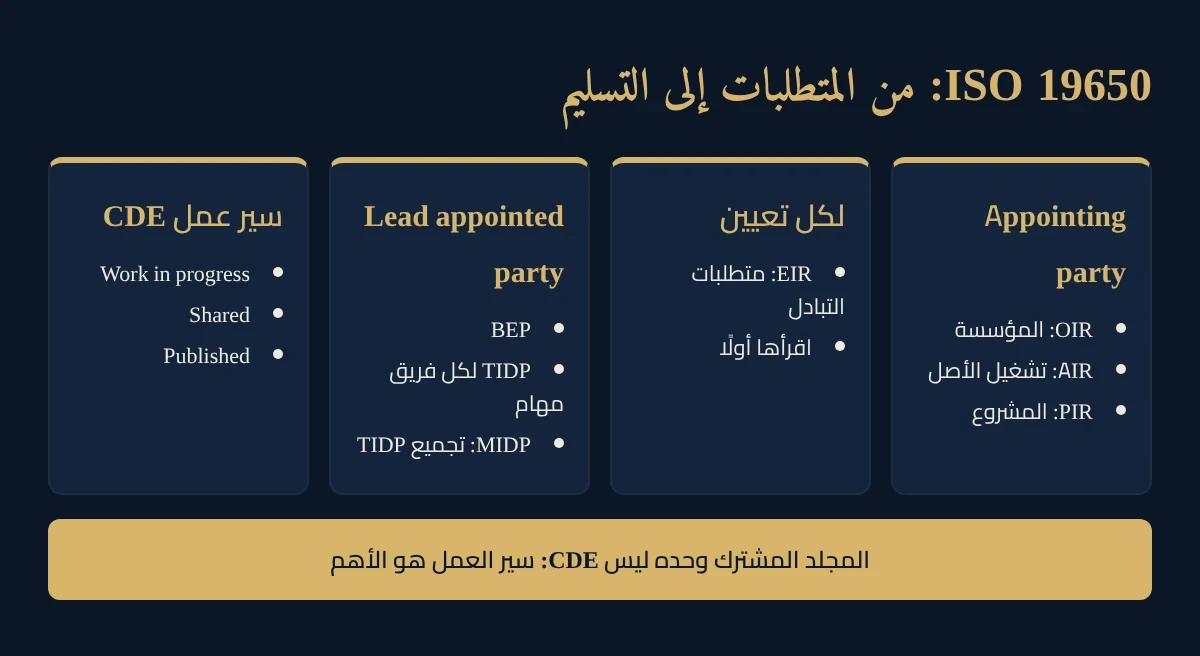 ISO 19650: من المتطلبات إلى التسليم
Appointing
party
• OIR: المؤسسة
• AIR: تشغيل الأصل
• PIR: المشروع
لكل تعيين
• EIR: متطلبات
التبادل
• اقرأها أولًا
Lead appointed
party
• BEP
• TIDP لكل فريق
مهام
• MIDP: تجميع TIDP
سير عمل CDE
• Work in progress
• Shared
• Published
المجلد المشترك وحده ليس CDE: سير العمل هو الأهم